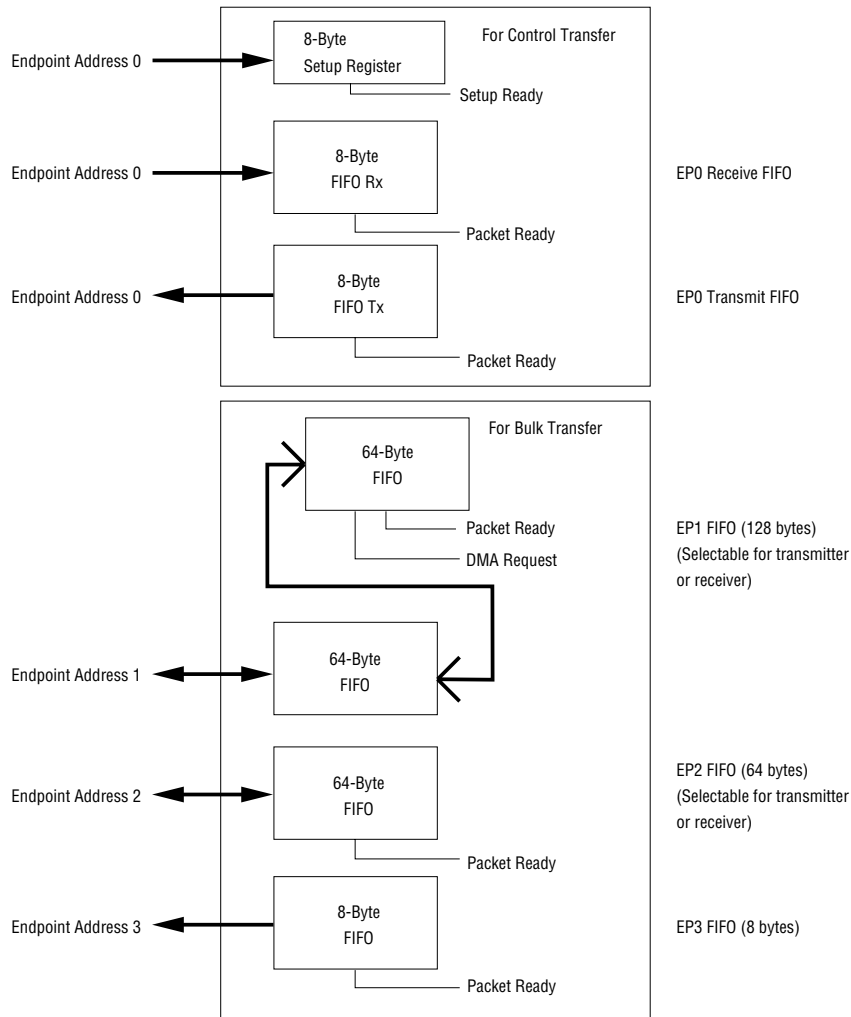 For Control Transfer
Endpoint Address 0
8-Byte
Setup Register
Setup Ready
Endpoint Address 0
8-Byte
FIFO Rx
EP0 Receive FIFO
Packet Ready
Endpoint Address 0
8-Byte
FIFO Tx
EP0 Transmit FIFO
Packet Ready
For Bulk Transfer
64-Byte
FIFO
Packet Ready
DMA Request
EP1 FIFO (128 bytes)
(Selectable for transmitter
or receiver)
Endpoint Address 1
64-Byte
FIFO
Endpoint Address 2
64-Byte
FIFO
EP2 FIFO (64 bytes)
(Selectable for transmitter
or receiver)
Packet Ready
Endpoint Address 3
8-Byte
FIFO
EP3 FIFO (8 bytes)
Packet Ready